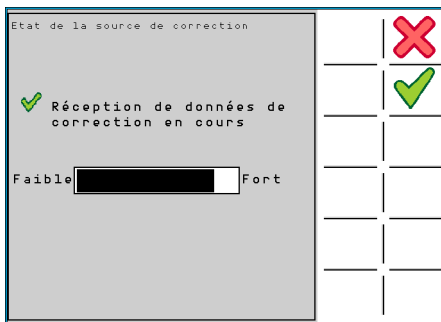 Etat de la source de correction
Réception de données de
correction en cours
Faible Fort